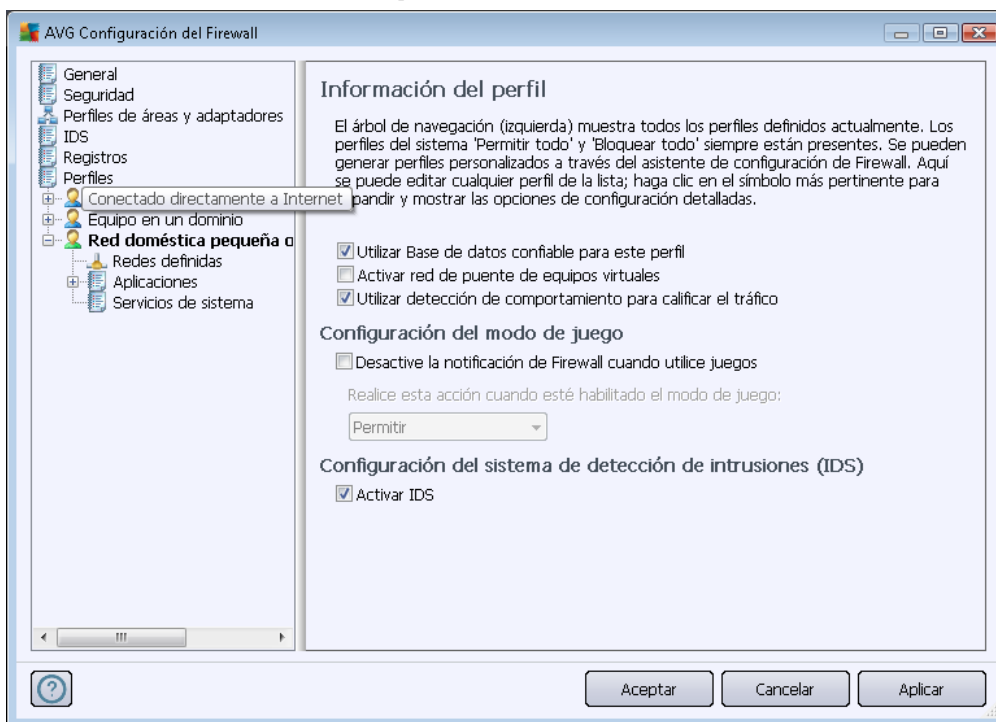 AVG Configuración del Firewall
General
Seguridad
Perfiles de áreas y adaptadores
IDS
Registros
Perfiles
Conectado directamente a Internet
Equipo en un dominio
Red doméstica pequeña o
Redes definidas
Aplicaciones
Servicios de sistema
Información del perfil
El árbol de navegación (izquierda) muestra todos los perfiles definidos actualmente. Los
perfiles del sistema 'Permitir todo' y 'Bloquear todo' siempre están presentes. Se pueden
generar perfiles personalizados a través del asistente de configuración de Firewall. Aquí
se puede editar cualquier perfil de la lista; haga clic en el símbolo más pertinente para
pandir y mostrar las opciones de configuración detalladas.
Utilizar Base de datos confiable para este perfil
Activar red de puente de equipos virtuales
Utilizar detección de comportamiento para calificar el tráfico
Configuración del modo de juego
Desactive la notificación de Firewall cuando utilice juegos
Realice esta acción cuando esté habilitado el modo de juego:
Permitir
Configuración del sistema de detección de intrusiones (IDS)
Activar IDS
Aceptar
Cancelar
Aplicar